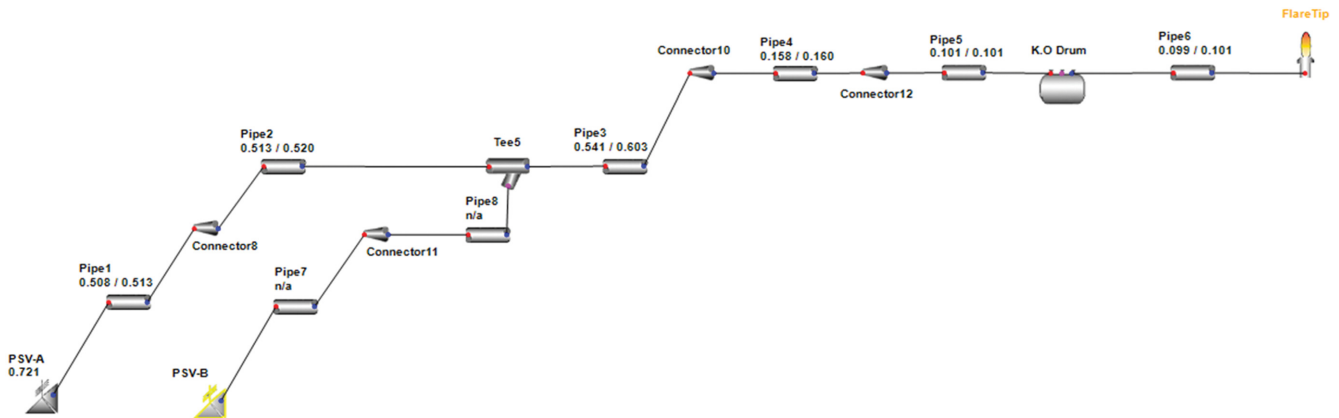 FlareTip
Pipe6
0.099 / 0.101
K.O Drum
Pipe5
0.101 / 0.101
Connector12
Pipe4
0.158 / 0.160
Connector10
Pipe3
0.541 / 0.603
Tee5
Pipe2
0.513 / 0.520
Pipe8
n/a
Connector8
Connector11
Pipe1
0.508 / 0.513
Pipe7
n/a
PSV-A
0.721
PSV-B